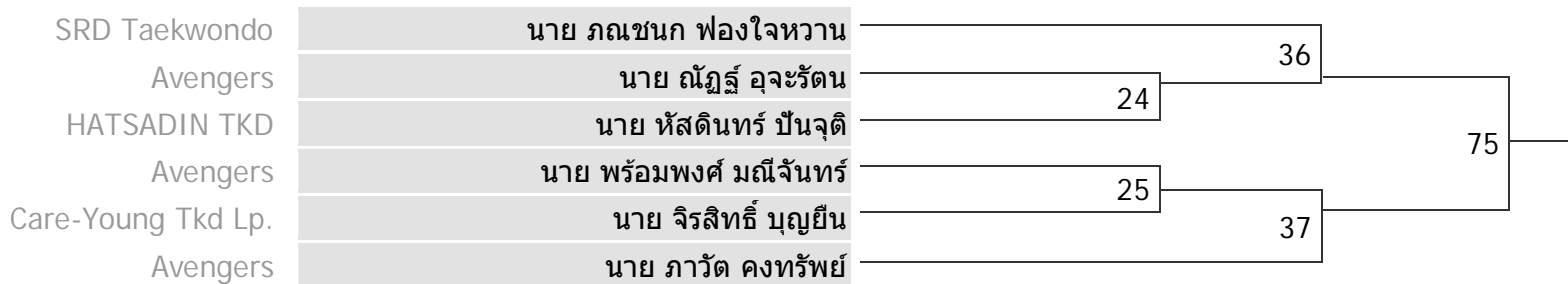 SRD Taekwondo นาย ภณชนก ฟองใจหวาน
36
Avengers นาย ณัฏฐ์ อุจะรัตน
24
HATSADIN TKD นาย หัสดินทร์ ปันจุติ
75
Avengers นาย พร้อมพงศ์ มณีจันทร์
25
Care-Young Tkd Lp. นาย จิรสิทธิ์ บุญยืน
37
Avengers นาย ภาวัต คงทรัพย์